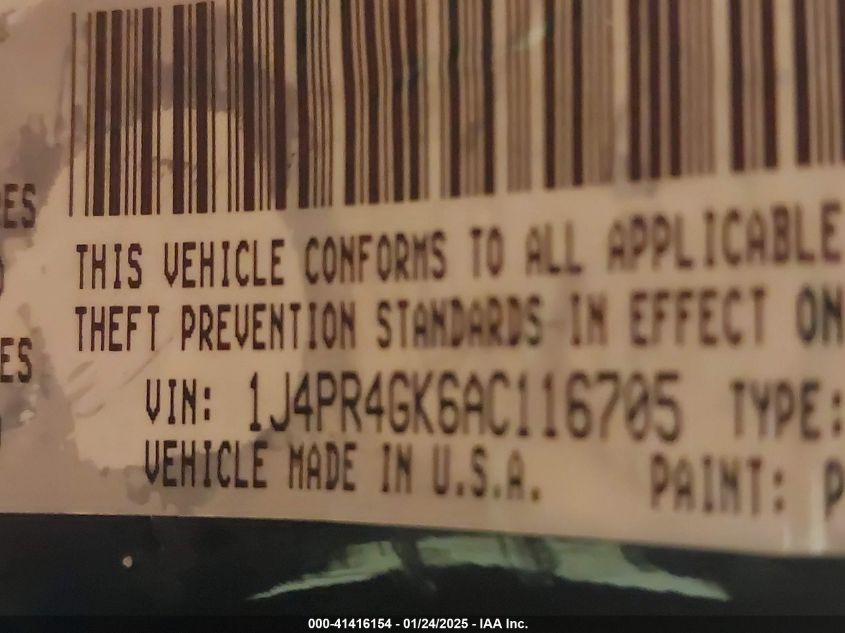 THIS VEHICLE CONFORMS TO ALL APPLICABLE
THEFT PREVENTION STANDARDS IN EFFECT ON
VIN: 1J4PR4GK6AC116705 TYPE:
VEHICLE MADE IN U.S.A. PAINT: P
RES
ES
000-41416154 - 01/24/2025 - IAA Inc.